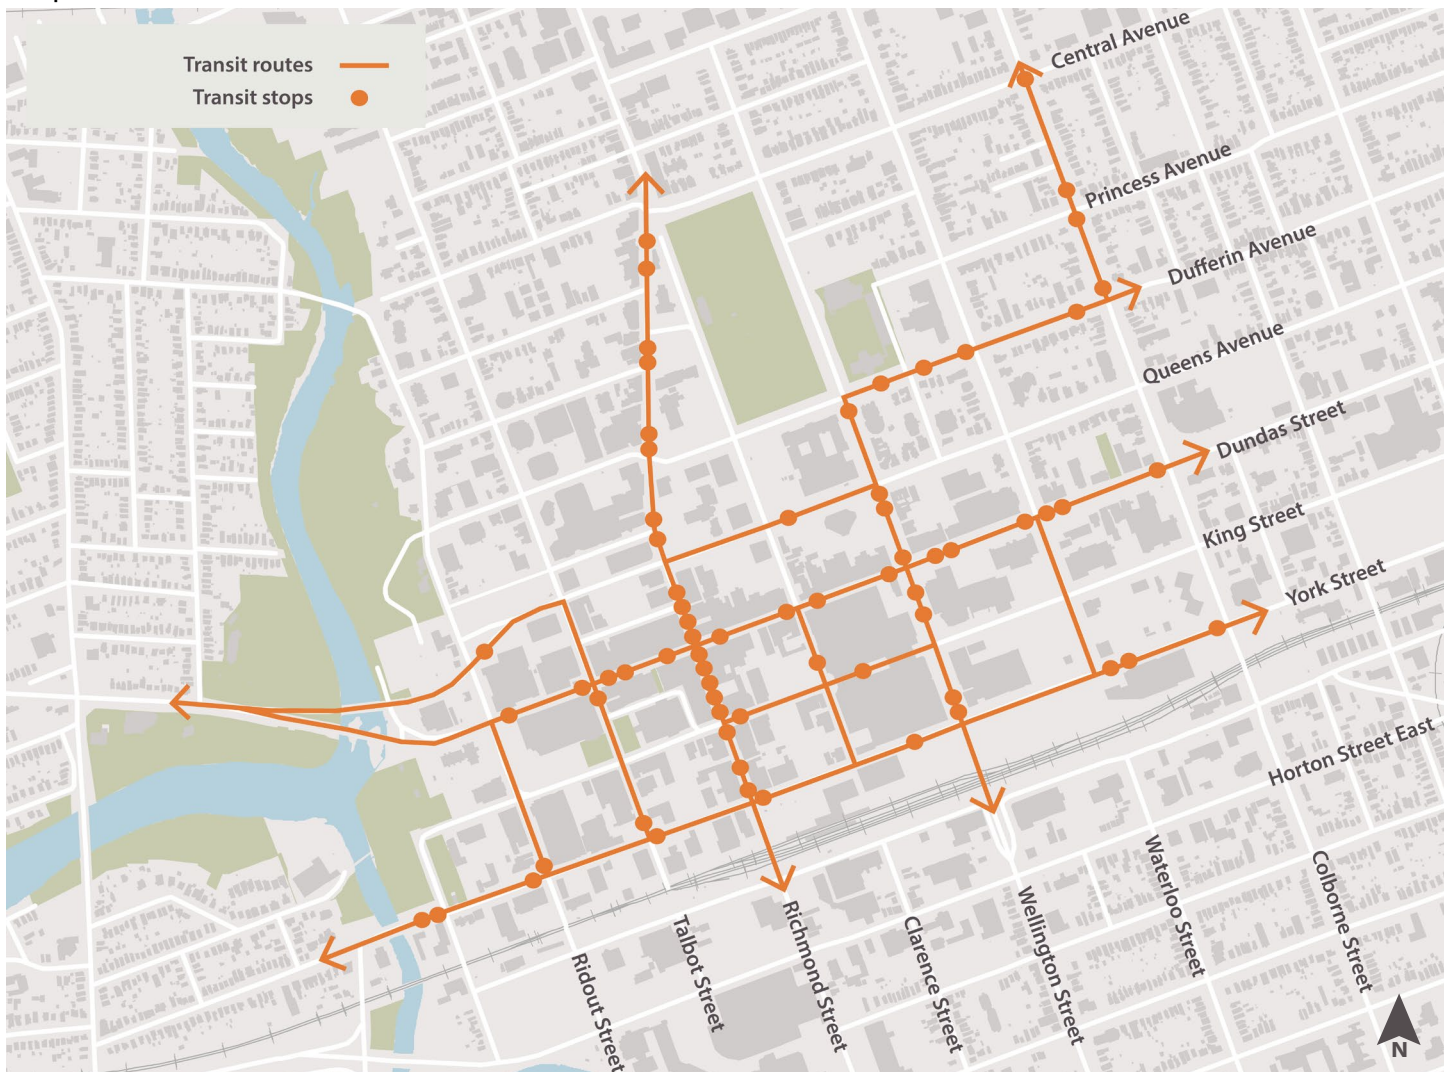 Transit routes
Transit stops
Central Avenue
Princess Avenue
Dufferin Avenue
Queens Avenue
Dundas Street
King Street
York Street
Horton Street East
Ridout Street
Talbot Street
Richmond Street
Clarence Street
Wellington Street
Waterloo Street
Colborne Street
N